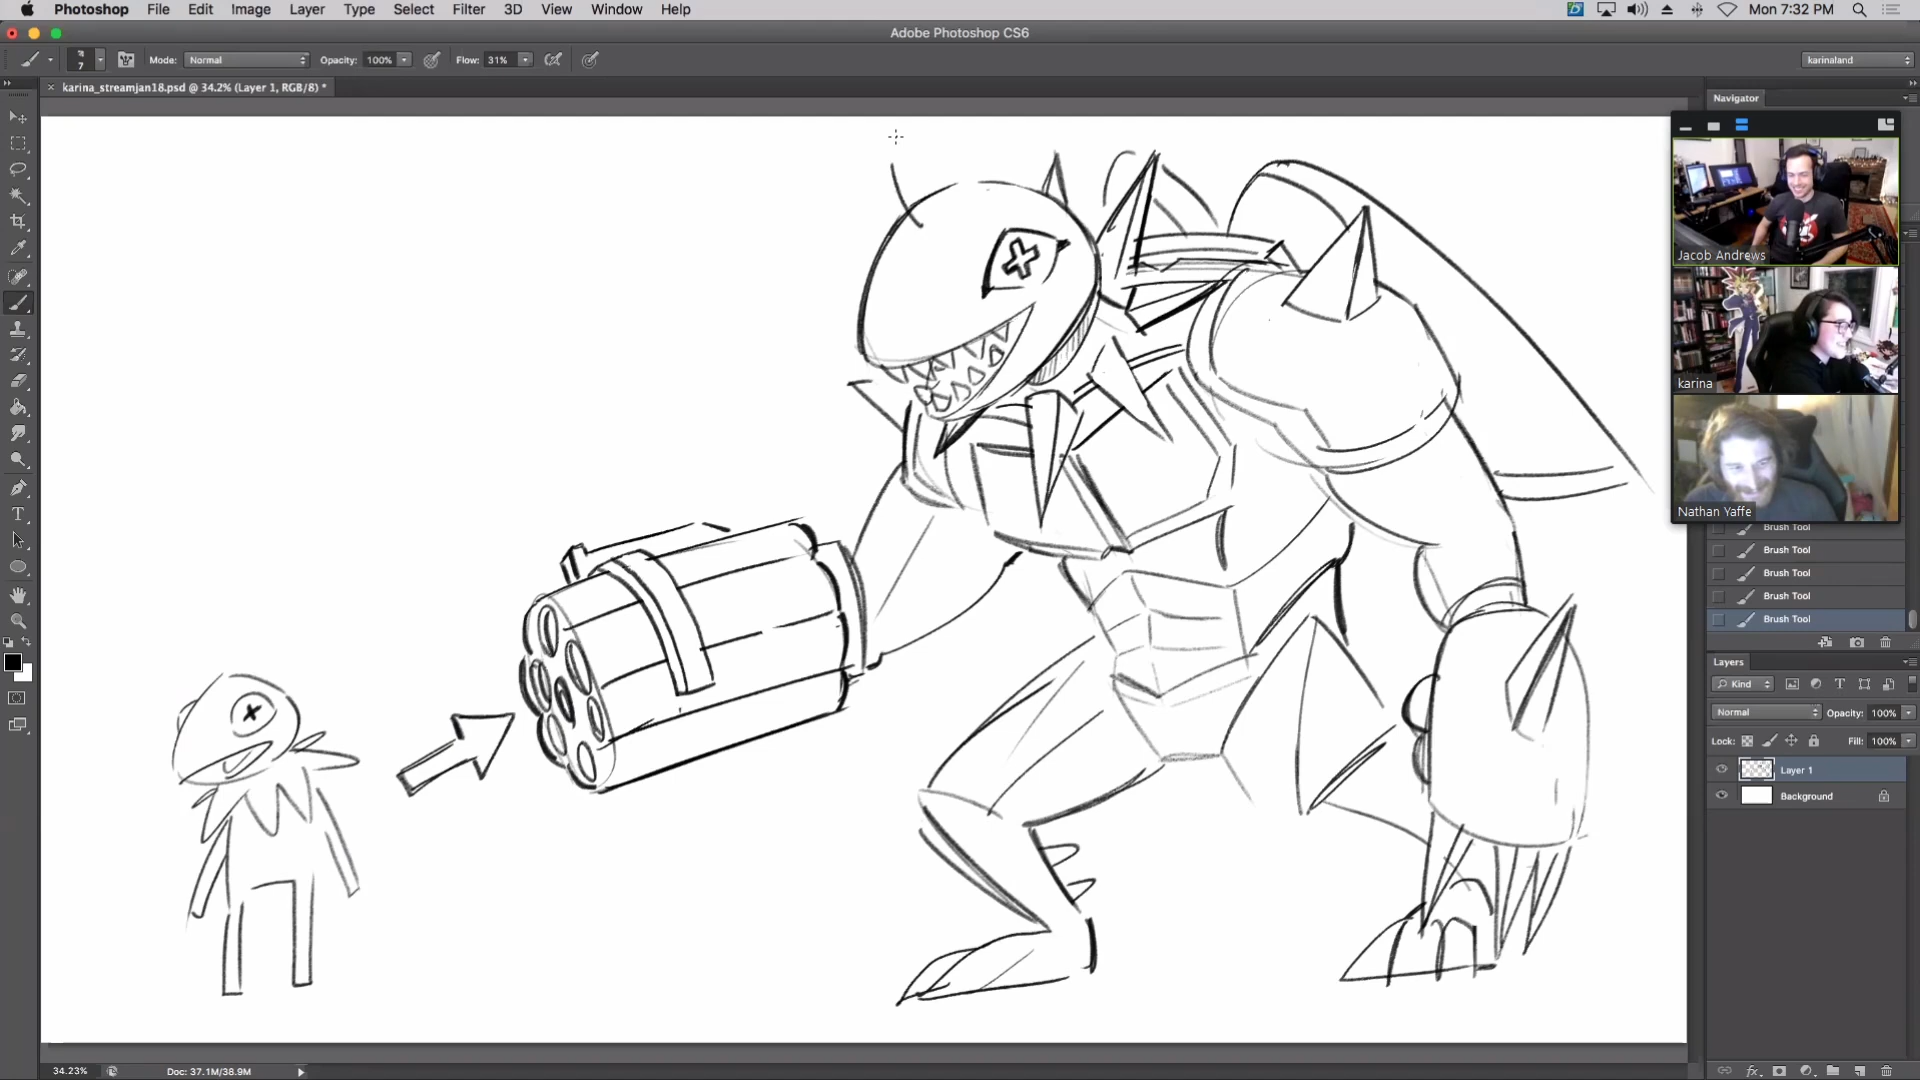 Photoshop File Edit Image Layer Type Select Filter 3D View Window Help Mon 7:32 PM
Adobe Photoshop CS6
7 Mode: Normal Opacity: 100% Flow: 31% karinaland
× karina_streamjan18.psd @ 34.2% (Layer 1, RGB/8) *
Navigator
Jacob Andrews
karina
Nathan Yaffe
Brush Tool
Brush Tool
Brush Tool
Brush Tool
Brush Tool
Layers
Kind
Normal Opacity: 100%
Lock: Fill: 100%
Layer 1
Background
34.23% Doc: 37.1M/38.9M